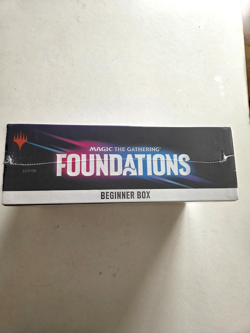 MAGIC THE GATHERING
FOUNDATIONS
BEGINNER BOX